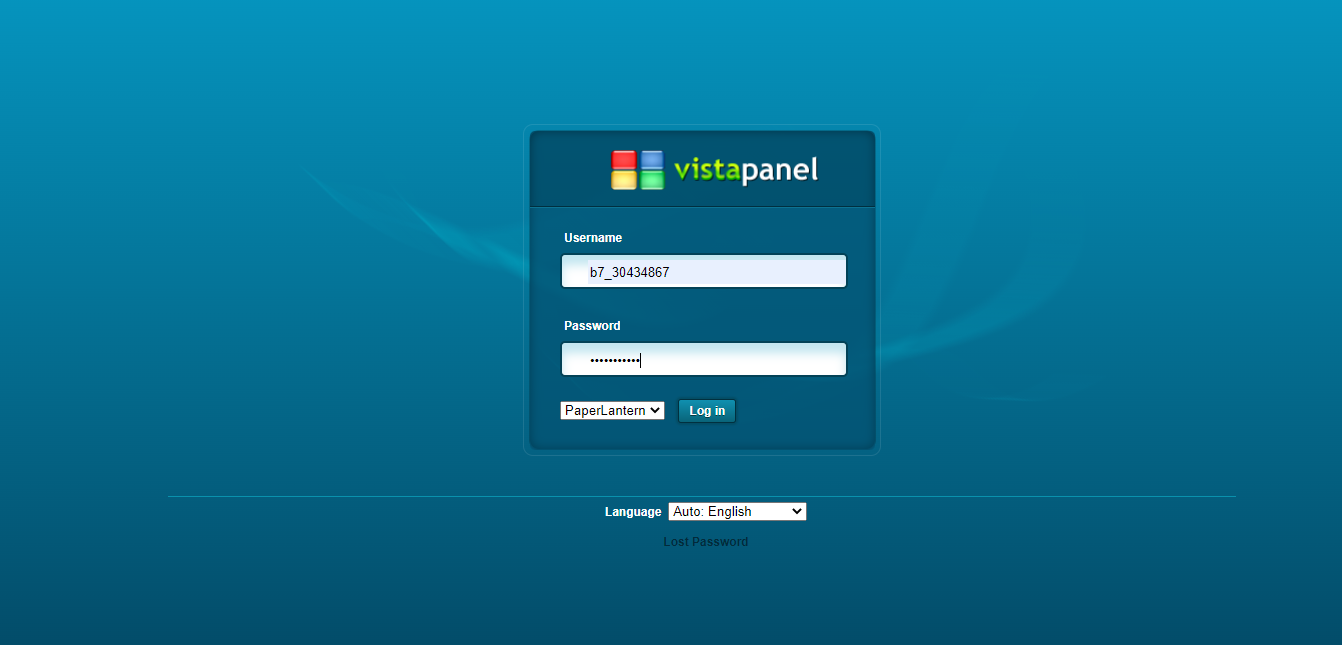 vistapanel
Username
b7_30434867
Password
•••••••••••
PaperLantern Log in
Language Auto: English
Lost Password